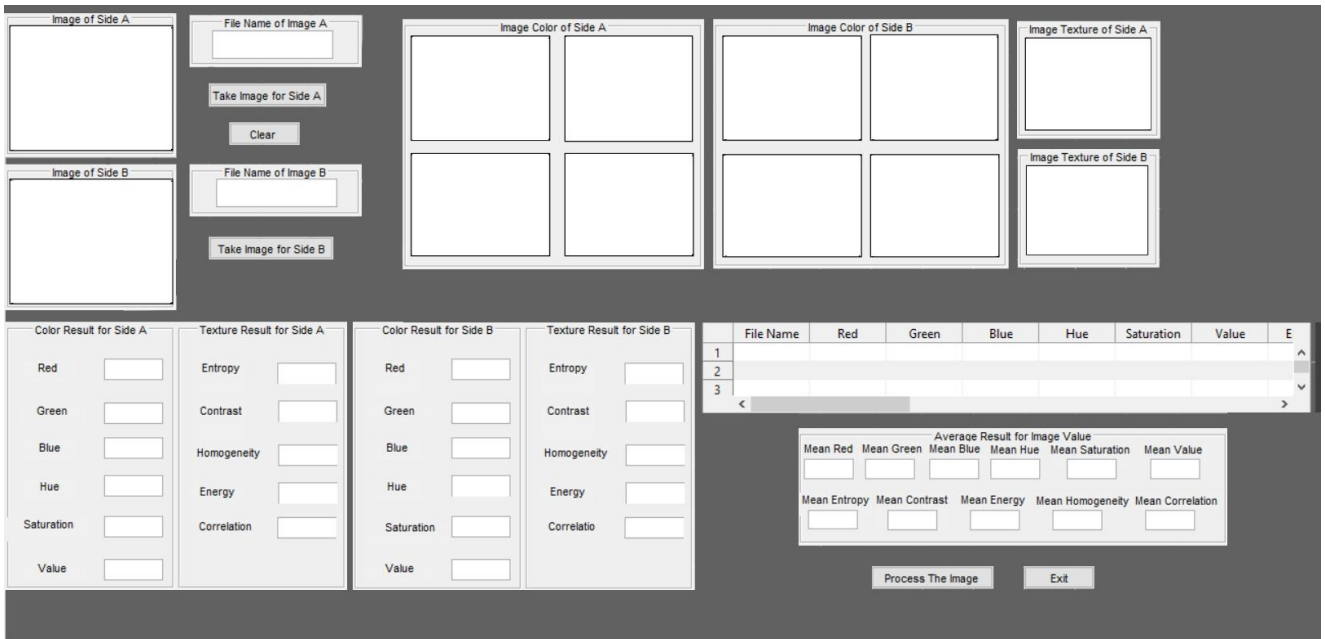 Image of Side A
File Name of Image A
Take Image for Side A
Clear
Image of Side B
File Name of Image B
Take Image for Side B
Image Color of Side A
Image Color of Side B
Image Texture of Side A
Image Texture of Side B
Color Result for Side A
Red
Green
Blue
Hue
Saturation
Value
Texture Result for Side A
Entropy
Contrast
Homogeneity
Energy
Correlation
Color Result for Side B
Red
Green
Blue
Hue
Saturation
Value
Texture Result for Side B
Entropy
Contrast
Homogeneity
Energy
Correlatio
File Name Red Green Blue Hue Saturation Value E
1
2
3
Average Result for Image Value
Mean Red Mean Green Mean Blue Mean Hue Mean Saturation Mean Value
Mean Entropy Mean Contrast Mean Energy Mean Homogeneity Mean Correlation
Process The Image
Exit